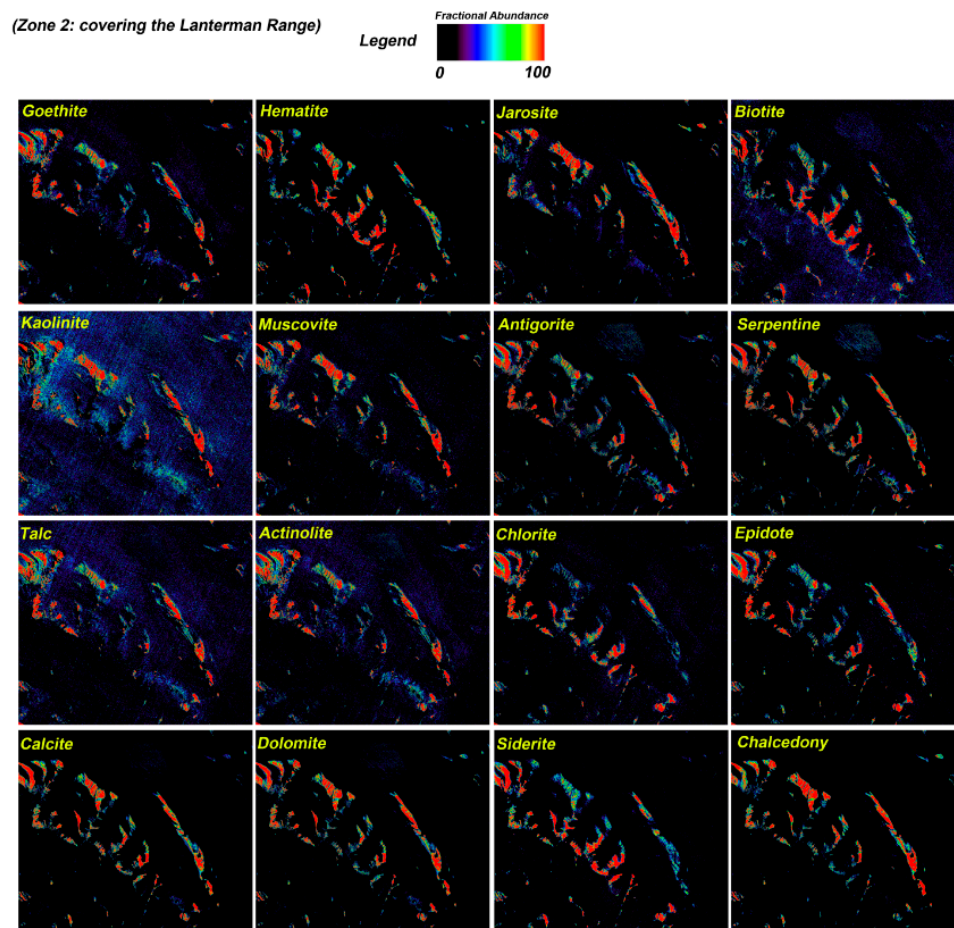 (Zone 2: covering the Lanterman Range)
Fractional Abundance
Legend
0 100
Goethite Hematite Jarosite Biotite
Kaolinite Muscovite Antigorite Serpentine
Talc Actinolite Chlorite Epidote
Calcite Dolomite Siderite Chalcedony